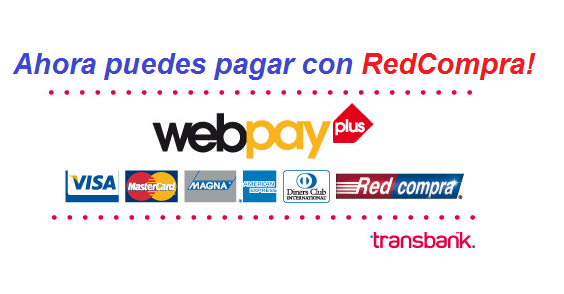 Ahora puedes pagar con RedCompra!
webpay plus
VISA MasterCard MAGNA AMERICAN EXPRESS Diners Club INTERNATIONAL Red compra
transbank.